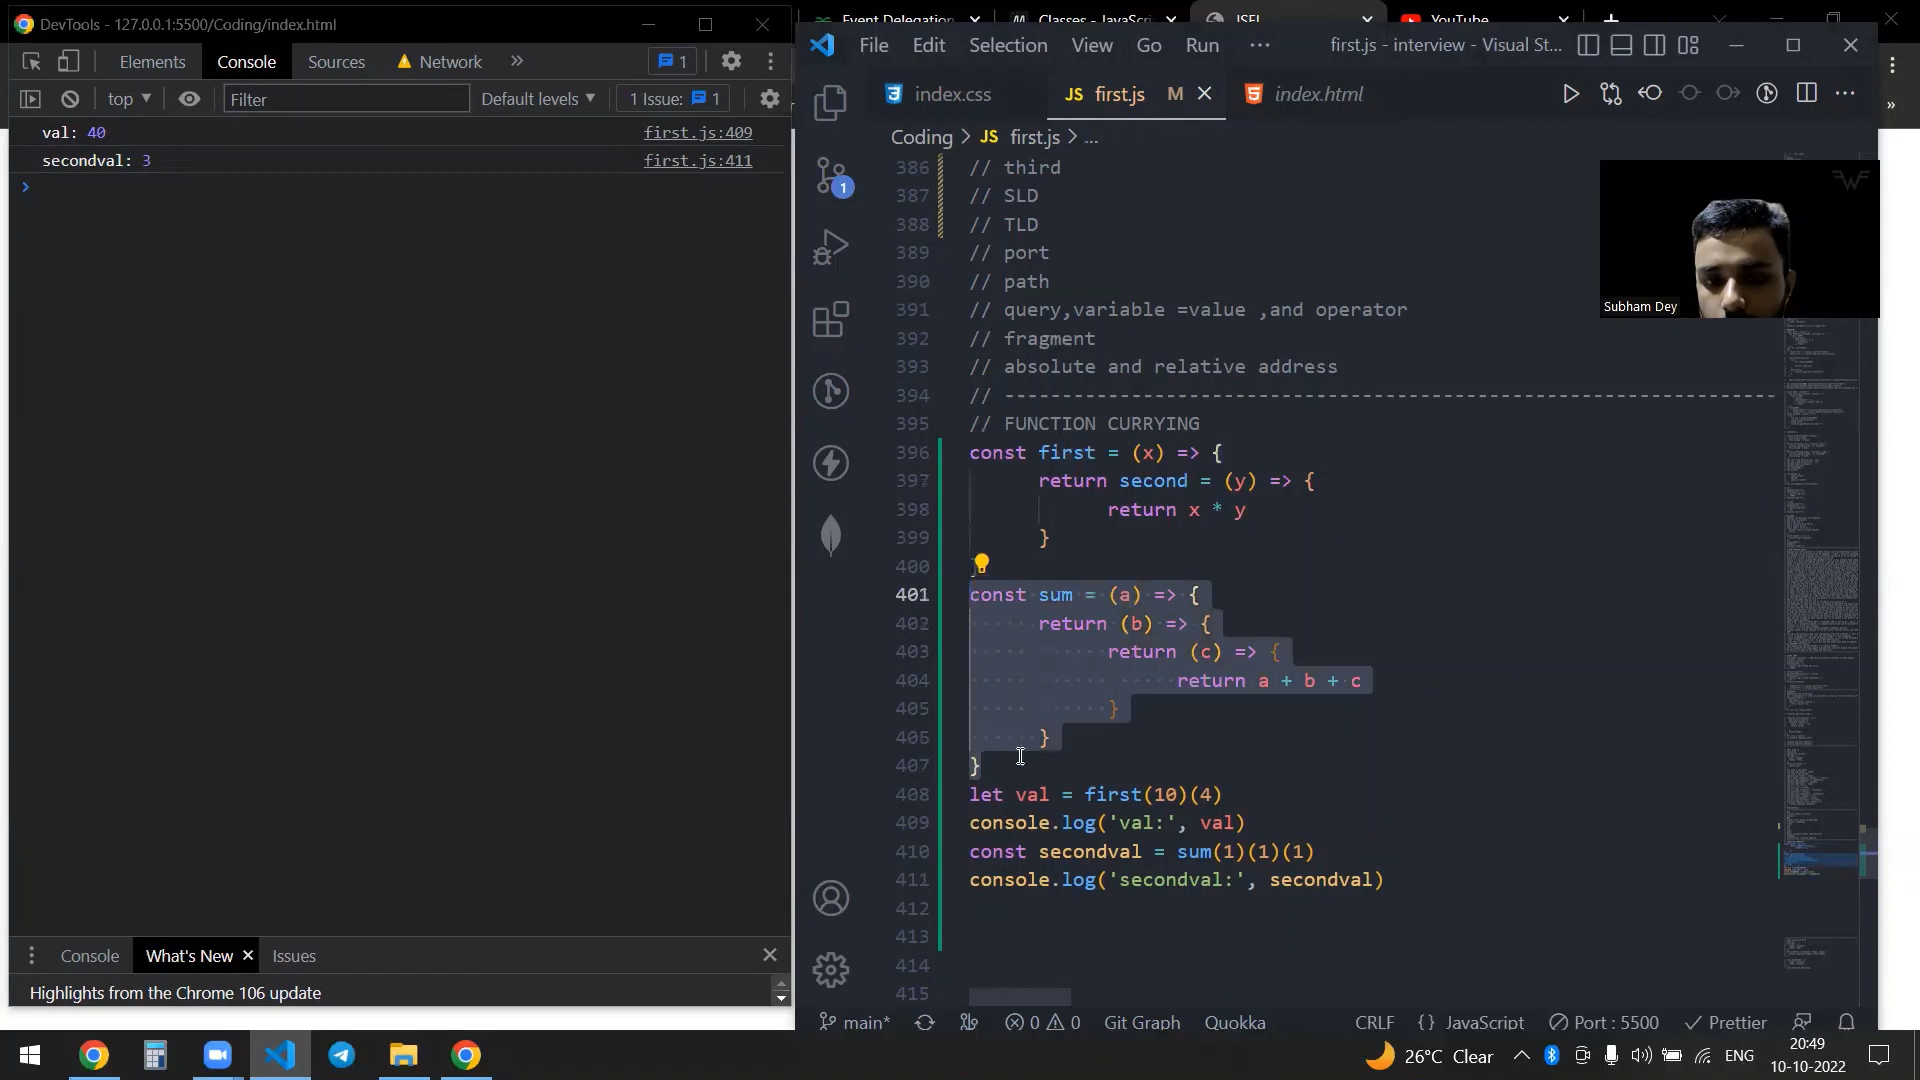 DevTools - 127.0.0.1:5500/Coding/index.html
Elements Console Sources Network » 1
top Filter Default levels 1 Issue: 1
val: 40 first.js:409
secondval: 3 first.js:411
Console What's New Issues
Highlights from the Chrome 106 update
Event Delegation Classes - JavaScri JSEL YouTube
File Edit Selection View Go Run ··· first.js - interview - Visual St...
index.css JS first.js M index.html
Coding > JS first.js > ...
1
386 // third
387 // SLD
388 // TLD
389 // port
390 // path
391 // query,variable =value ,and operator
392 // fragment
393 // absolute and relative address
394 // -------------------------------------------------------------------
395 // FUNCTION CURRYING
396 const first = (x) => {
397 return second = (y) => {
398 return x * y
399 }
400
401 const sum = (a) => {
402 return (b) => {
403 return (c) => {
404 return a + b + c
405 }
406 }
407 }
408 let val = first(10)(4)
409 console.log('val:', val)
410 const secondval = sum(1)(1)(1)
411 console.log('secondval:', secondval)
412
413
414
415
Subham Dey
main* 0 0 Git Graph Quokka CRLF {} JavaScript Port : 5500 Prettier
26°C Clear ENG 20:49
10-10-2022